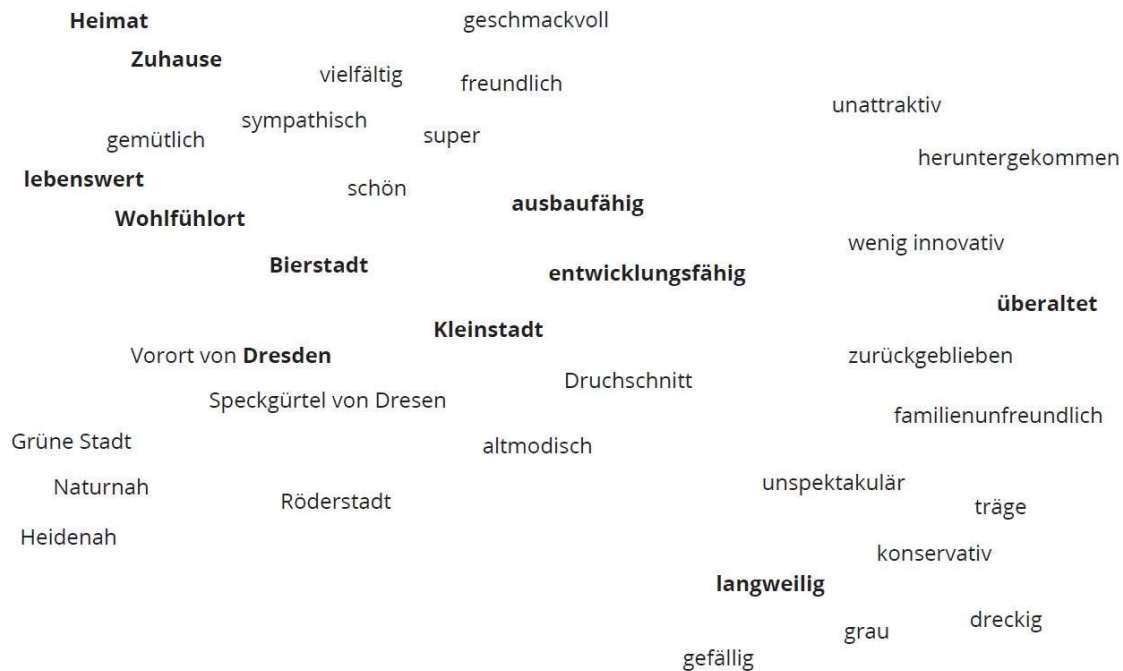 Heimat
geschmackvoll
Zuhause
vielfältig
freundlich
unattraktiv
sympathisch
gemütlich
super
heruntergekommen
lebenswert
schön
ausbaufähig
Wohlfühlort
wenig innovativ
Bierstadt
entwicklungsfähig
überaltet
Kleinstadt
Vorort von Dresden
zurückgeblieben
Druchschnitt
Speckgürtel von Dresen
familienunfreundlich
Grüne Stadt
altmodisch
unspektakulär
Naturnah
Röderstadt
träge
Heidenah
konservativ
langweilig
dreckig
grau
gefällig